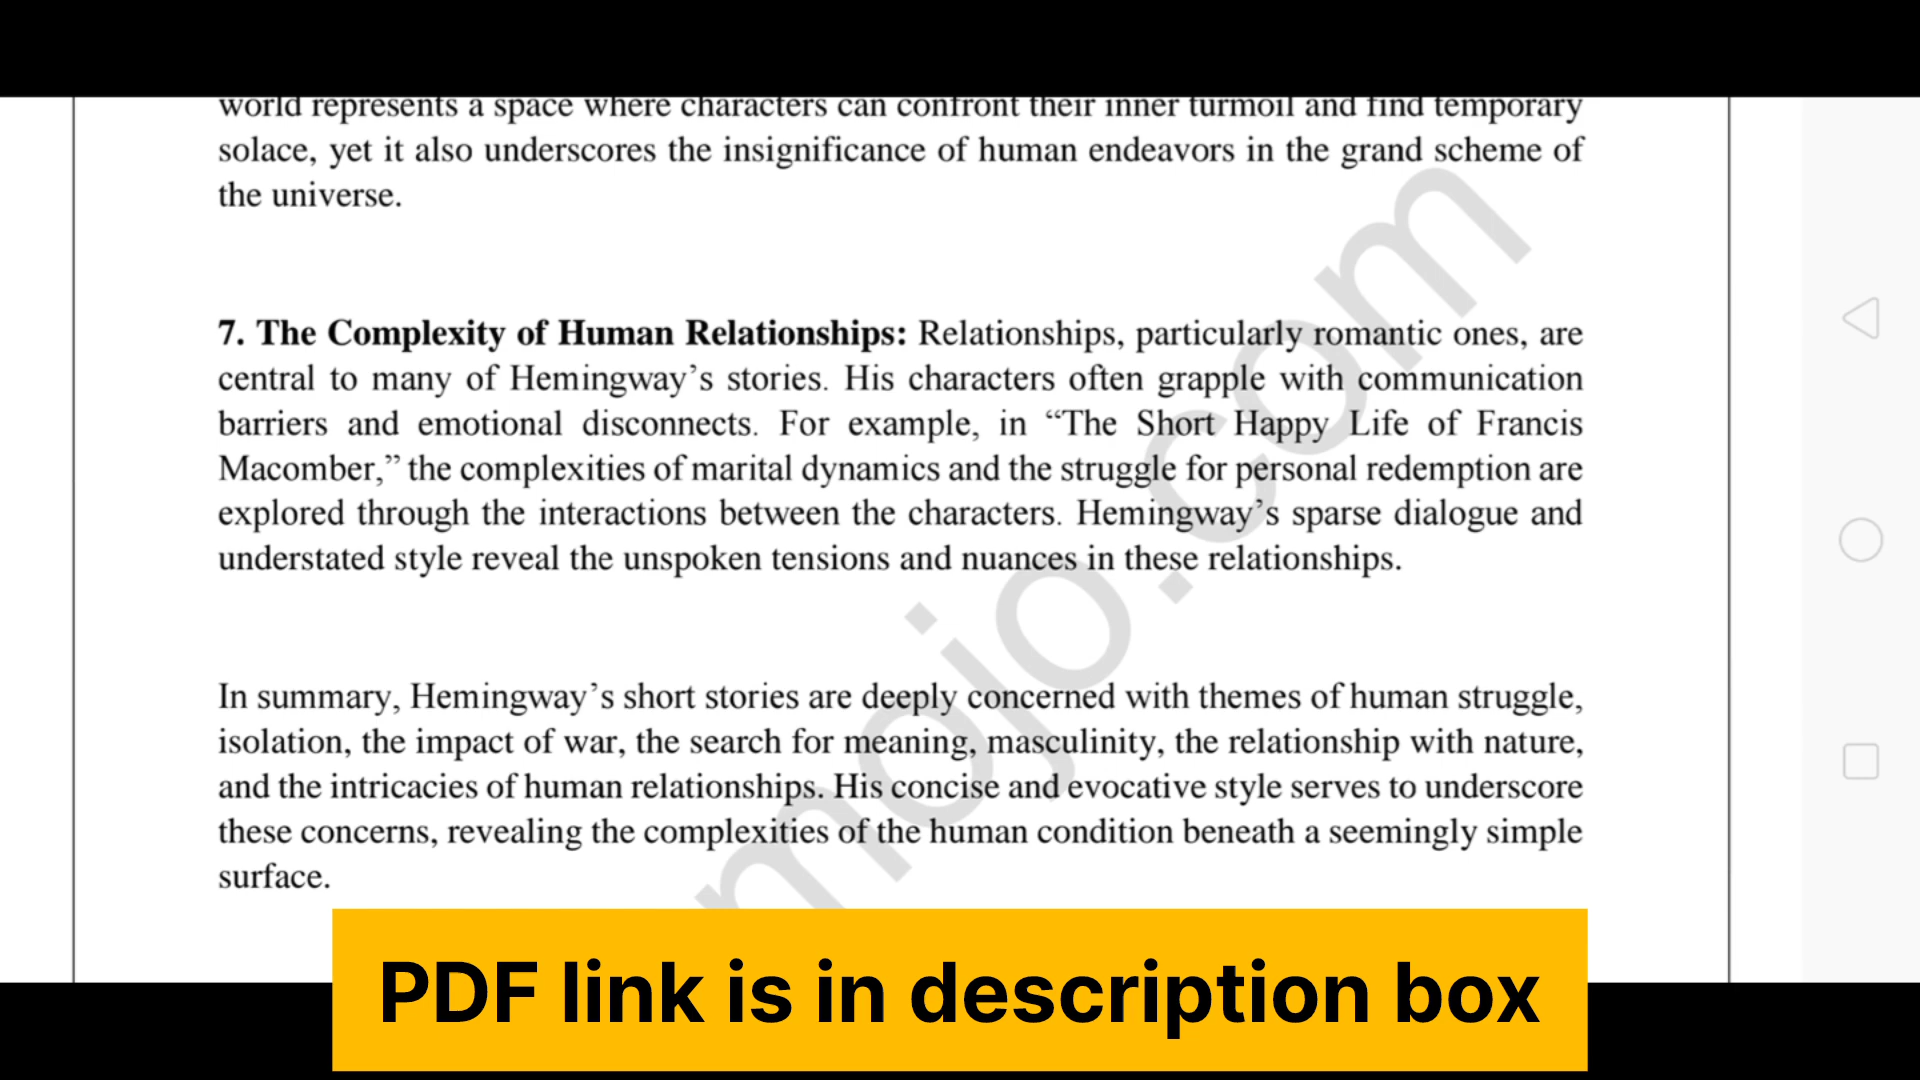 world represents a space where characters can confront their inner turmoil and find temporary
solace, yet it also underscores the insignificance of human endeavors in the grand scheme of
the universe.
7. The Complexity of Human Relationships: Relationships, particularly romantic ones, are
central to many of Hemingway’s stories. His characters often grapple with communication
barriers and emotional disconnects. For example, in “The Short Happy Life of Francis
Macomber,” the complexities of marital dynamics and the struggle for personal redemption are
explored through the interactions between the characters. Hemingway’s sparse dialogue and
understated style reveal the unspoken tensions and nuances in these relationships.
In summary, Hemingway’s short stories are deeply concerned with themes of human struggle,
isolation, the impact of war, the search for meaning, masculinity, the relationship with nature,
and the intricacies of human relationships. His concise and evocative style serves to underscore
these concerns, revealing the complexities of the human condition beneath a seemingly simple
surface.
mojo.com
PDF link is in description box